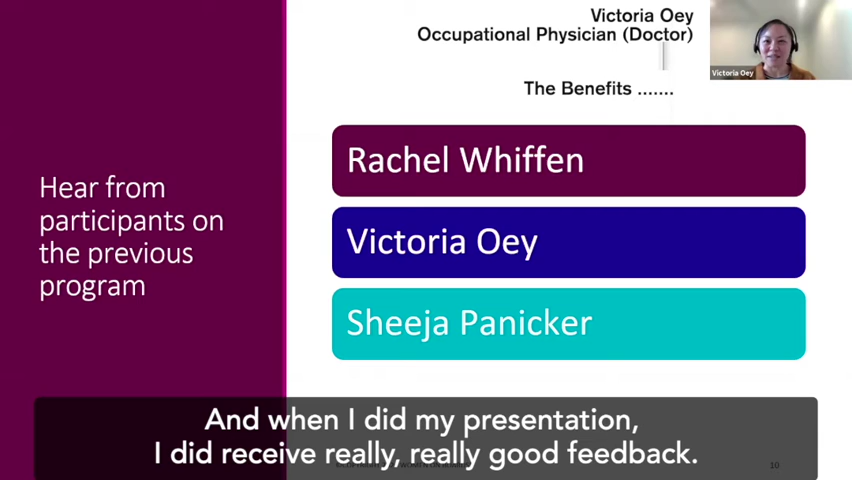 Victoria Oey
Occupational Physician (Doctor)
Victoria Oey
The Benefits .......
Hear from
participants on
the previous
program
Rachel Whiffen
Victoria Oey
Sheeja Panicker
And when I did my presentation,
I did receive really, really good feedback.
10